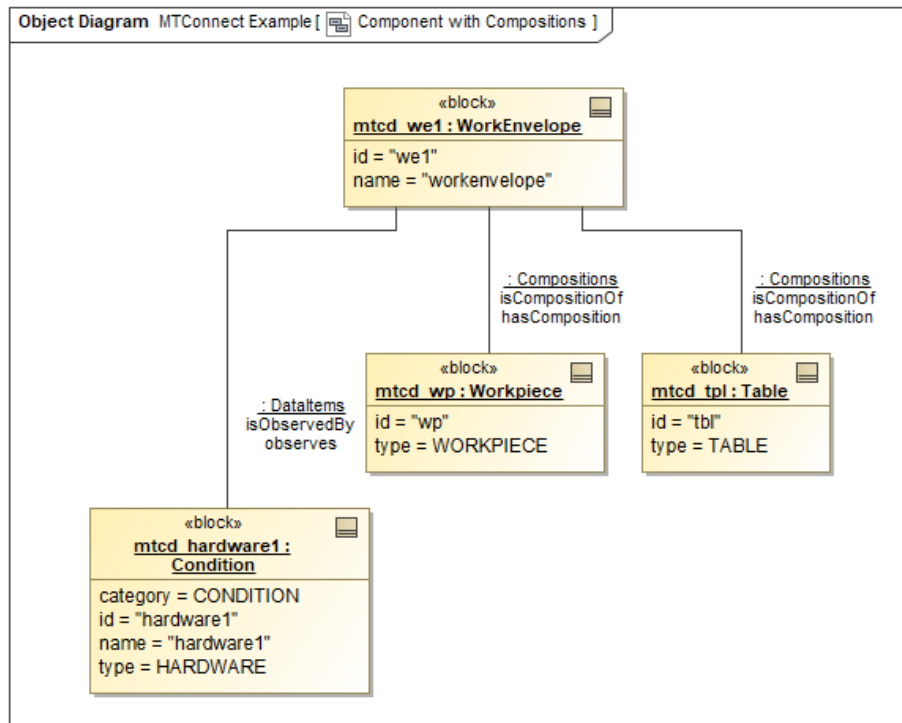 Object Diagram MTConnect Example [ Component with Compositions ]
«block»
mtcd_we1 : WorkEnvelope
id = "we1"
name = "workenvelope"
: Compositions
isCompositionOf
hasComposition
: Compositions
isCompositionOf
hasComposition
«block»
mtcd_wp : Workpiece
id = "wp"
type = WORKPIECE
«block»
mtcd_tpl : Table
id = "tbl"
type = TABLE
: DataItems
isObservedBy
observes
«block»
mtcd_hardware1 :
Condition
category = CONDITION
id = "hardware1"
name = "hardware1"
type = HARDWARE